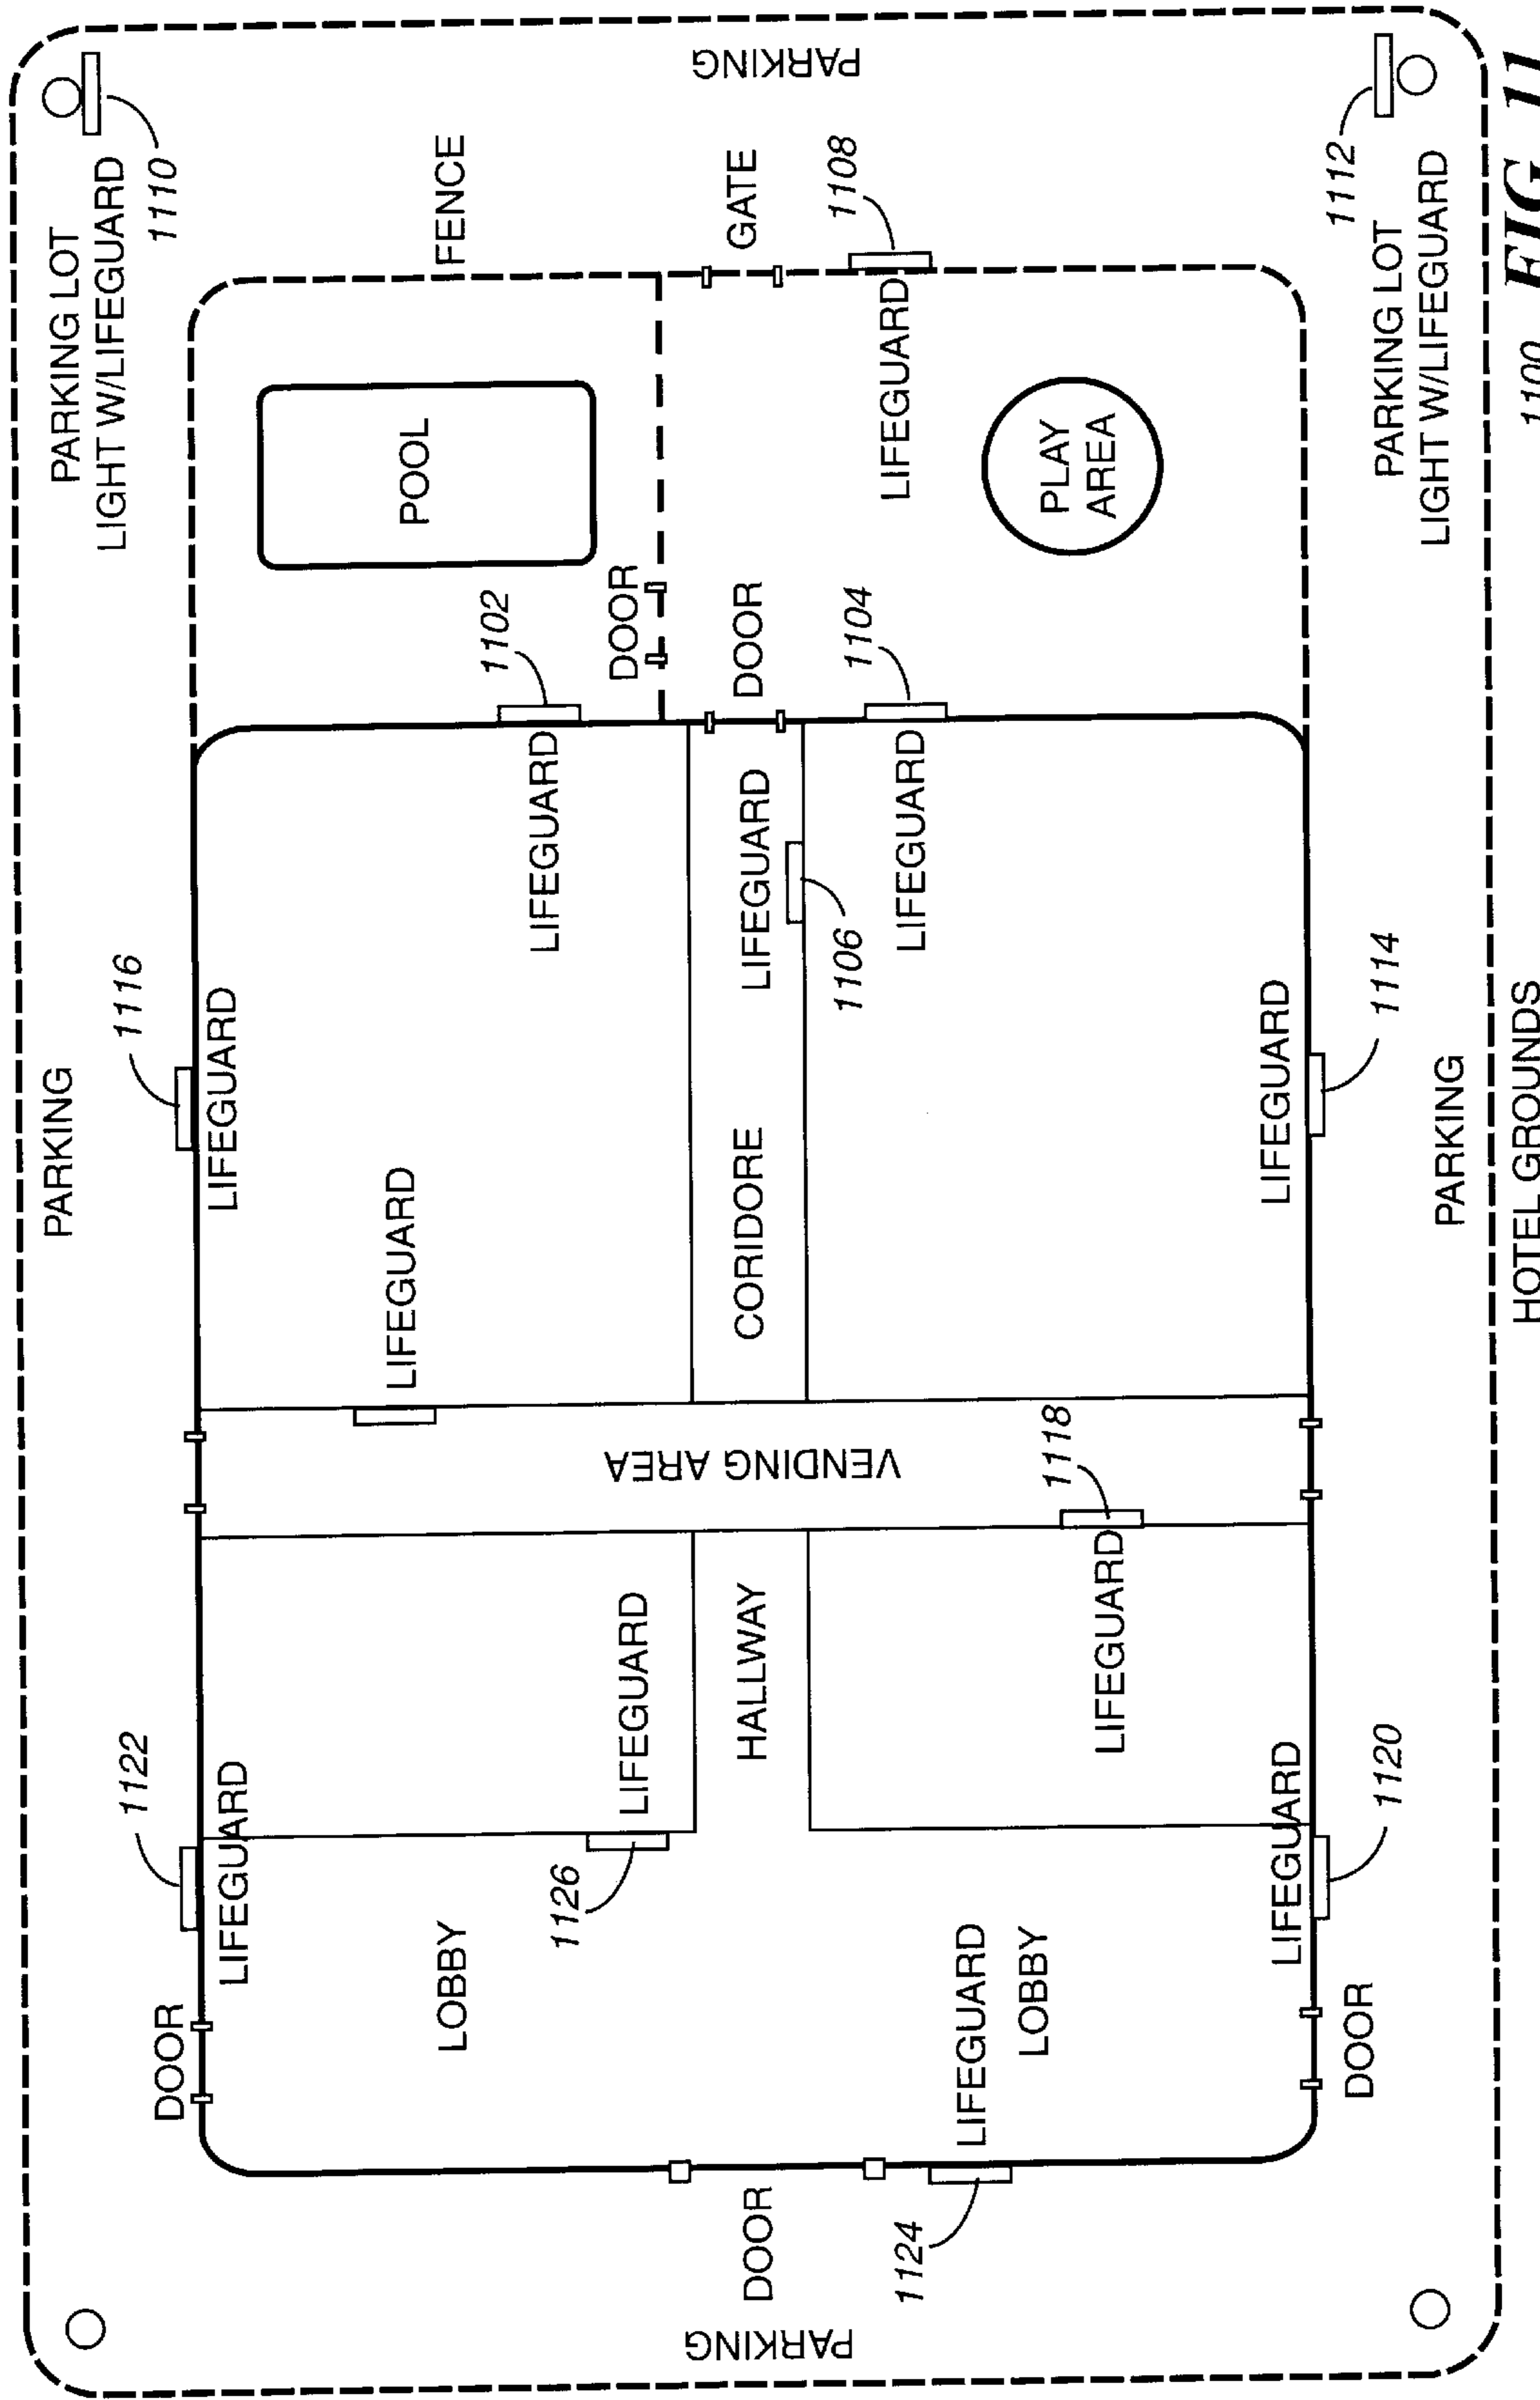 PARKING
PARKING LOT
LIGHT W/LIFEGUARD
1122
1116
1110
DOOR
LIFEGUARD
LIFEGUARD
LIFEGUARD
POOL
FENCE
LOBBY
1126
LIFEGUARD
LIFEGUARD
1102
DOOR
PARKING
DOOR
HALLWAY
VENDING AREA
CORIDORE
LIFEGUARD
1106
DOOR
GATE
PARKING
1108
1124
LIFEGUARD
LOBBY
LIFEGUARD
1104
LIFEGUARD
1118
LIFEGUARD
PLAY
AREA
LIFEGUARD
LIFEGUARD
DOOR
1120
1114
1112
PARKING
PARKING LOT
LIGHT W/LIFEGUARD
HOTEL GROUNDS
1100
FIG 11